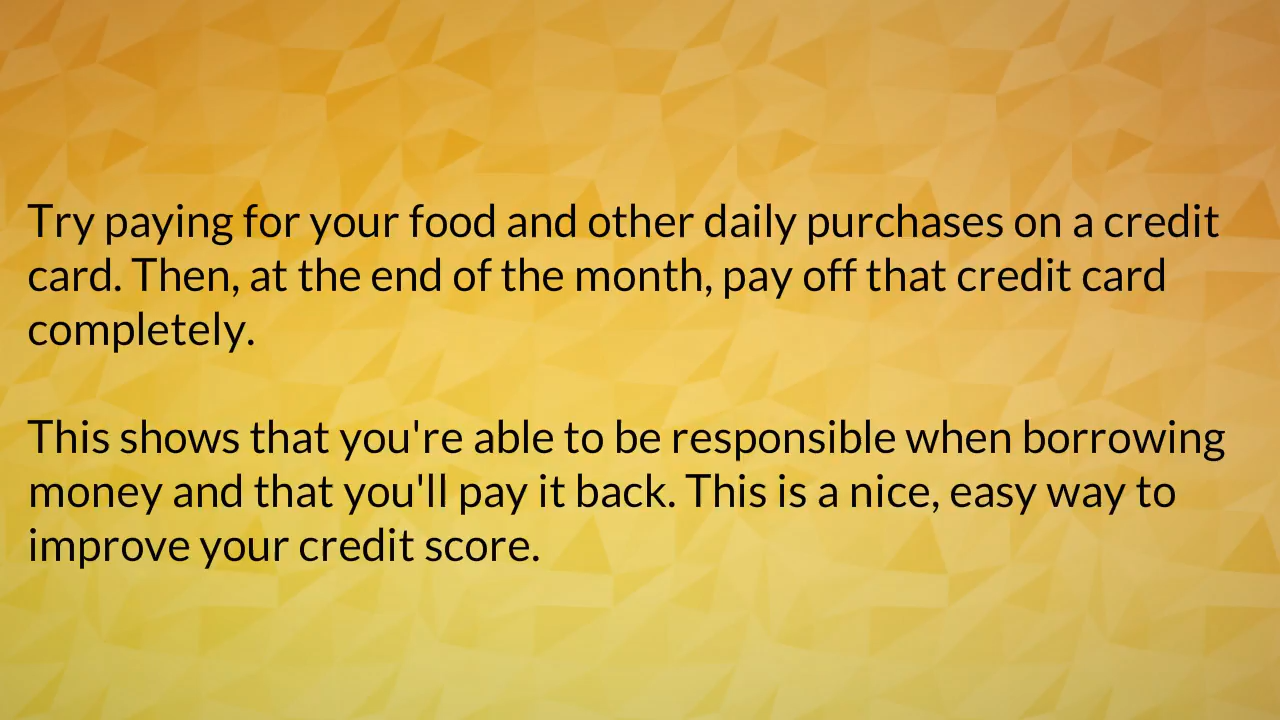 Try paying for your food and other daily purchases on a credit
card. Then, at the end of the month, pay off that credit card
completely.
This shows that you're able to be responsible when borrowing
money and that you'll pay it back. This is a nice, easy way to
improve your credit score.